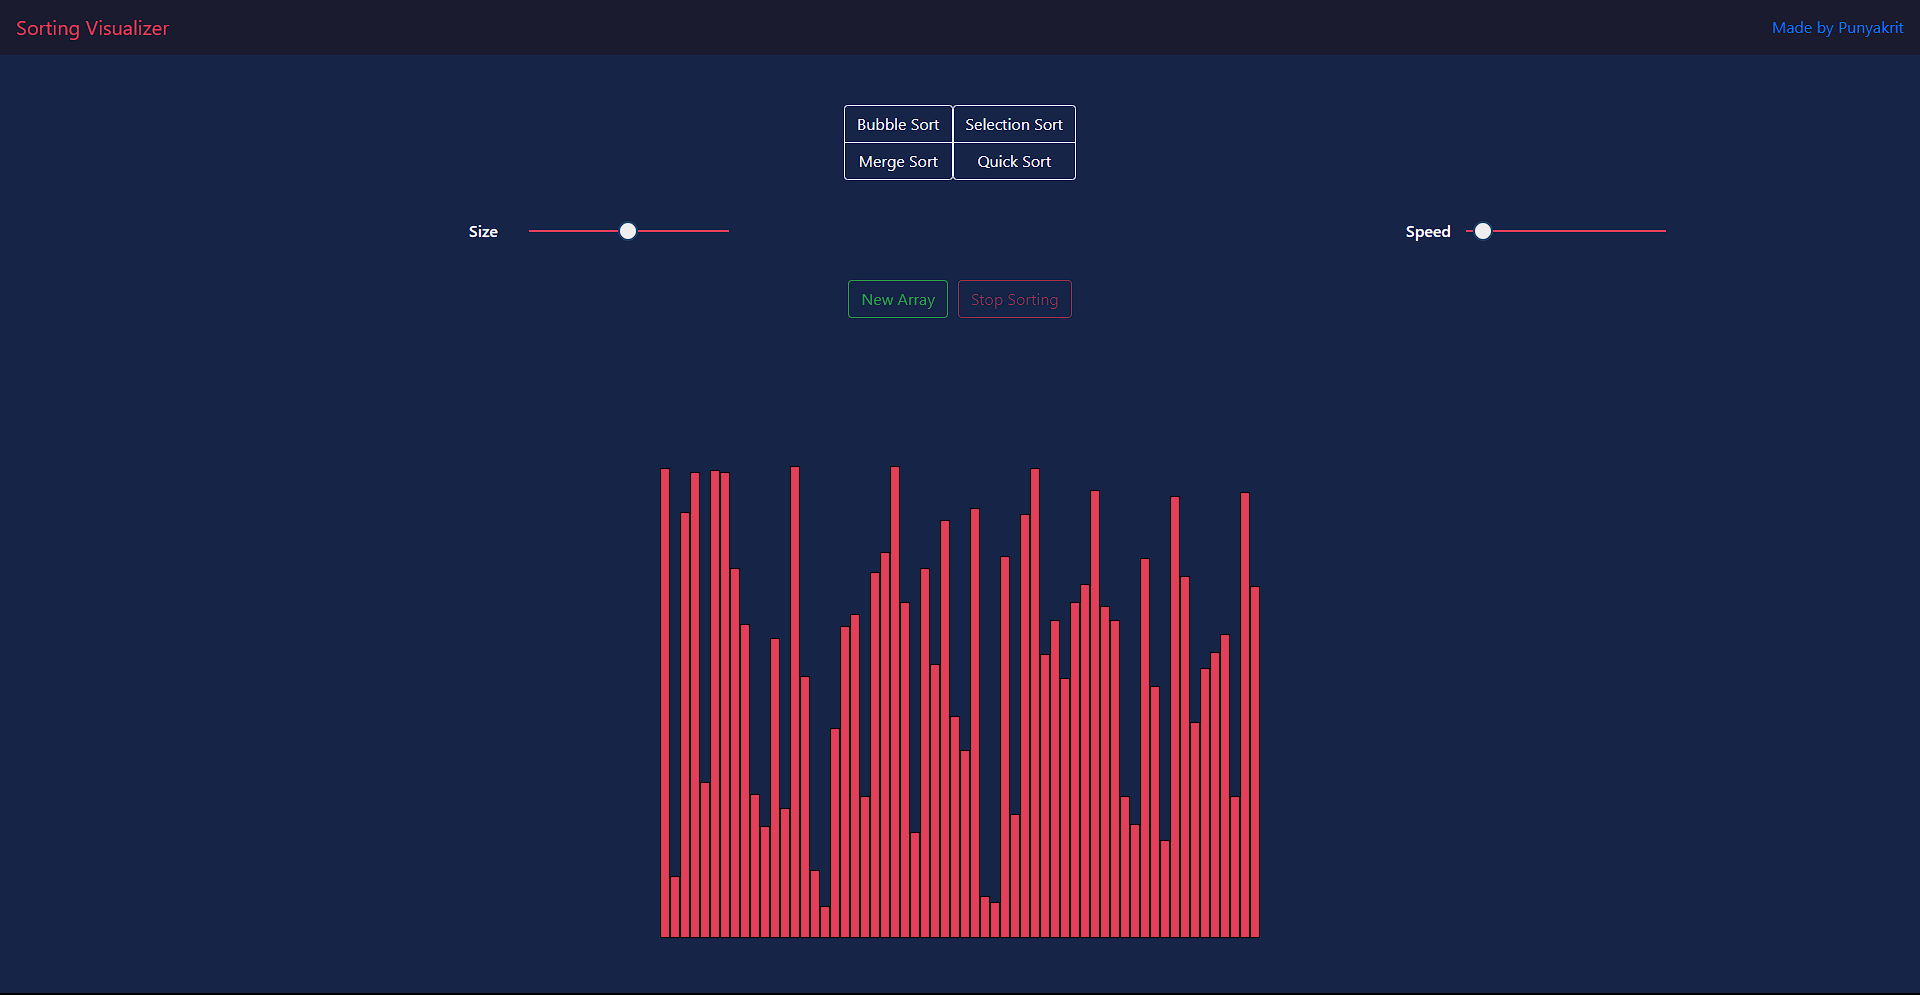 Sorting Visualizer
Made by Punyakrit
Bubble Sort
Selection Sort
Merge Sort
Quick Sort
Size
Speed
New Array
Stop Sorting